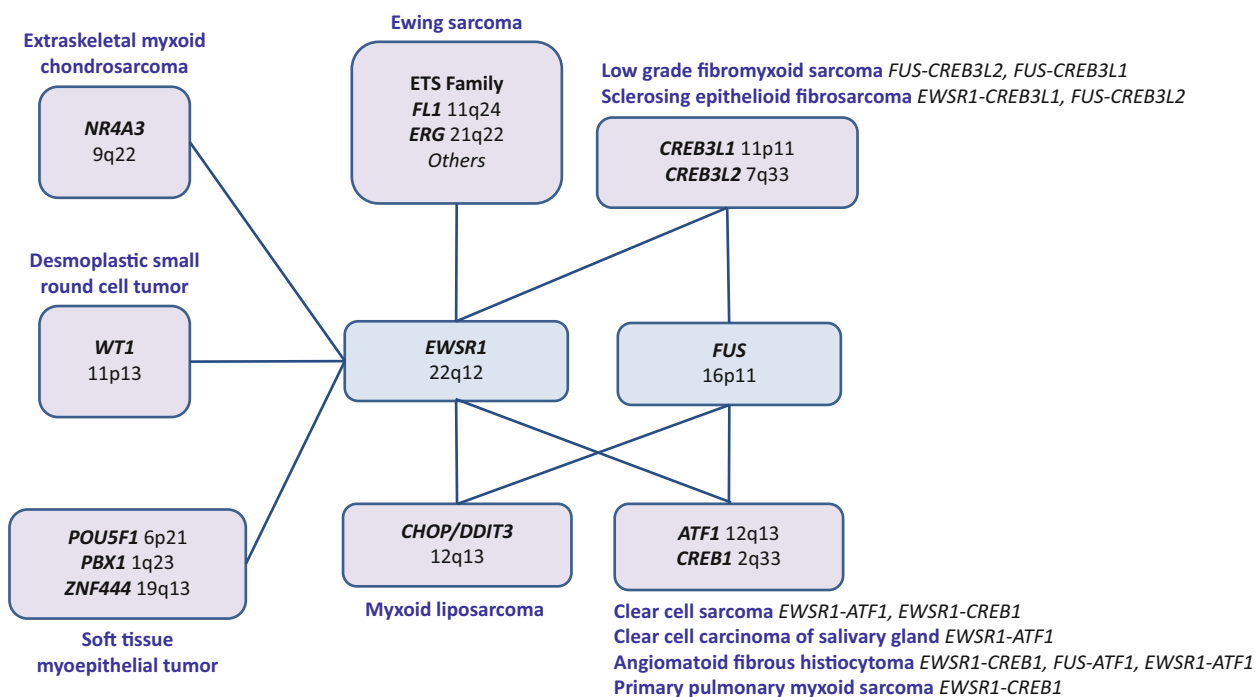 Ewing sarcoma
Extraskeletal myxoid
chondrosarcoma
NR4A3
9q22
ETS Family
FL1 11q24
ERG 21q22
Others
Low grade fibromyxoid sarcoma FUS-CREB3L2, FUS-CREB3L1
Sclerosing epithelioid fibrosarcoma EWSR1-CREB3L1, FUS-CREB3L2
CREB3L1 11p11
CREB3L2 7q33
Desmoplastic small
round cell tumor
WT1
11p13
EWSR1
22q12
FUS
16p11
POU5F1 6p21
PBX1 1q23
ZNF444 19q13
Soft tissue
myoepithelial tumor
CHOP/DDIT3
12q13
Myxoid liposarcoma
ATF1 12q13
CREB1 2q33
Clear cell sarcoma EWSR1-ATF1, EWSR1-CREB1
Clear cell carcinoma of salivary gland EWSR1-ATF1
Angiomatoid fibrous histiocytoma EWSR1-CREB1, FUS-ATF1, EWSR1-ATF1
Primary pulmonary myxoid sarcoma EWSR1-CREB1